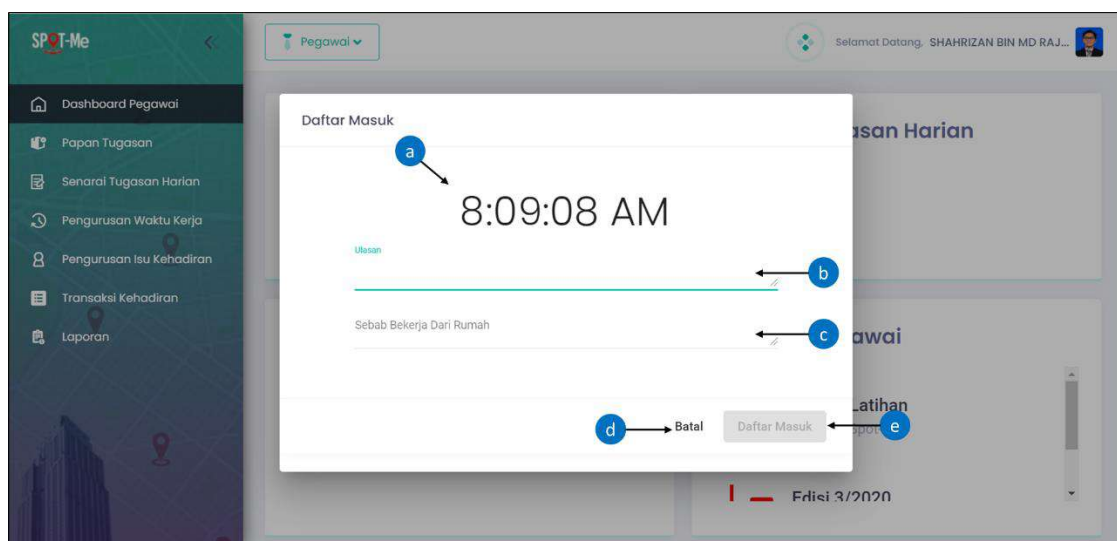 SPOT-Me
Pegawai
Selamat Datang, SHAHRIZAN BIN MD RAJ...
Dashboard Pegawai
Papan Tugasan
Senarai Tugasan Harian
Pengurusan Waktu Kerja
Pengurusan Isu Kehadiran
Transaksi Kehadiran
Laporan
Daftar Masuk
a
8:09:08 AM
Ulasan
b
Sebab Bekerja Dari Rumah
c
d
Batal
Daftar Masuk
e
asan Harian
awai
Latihan
Edisi 3/2020